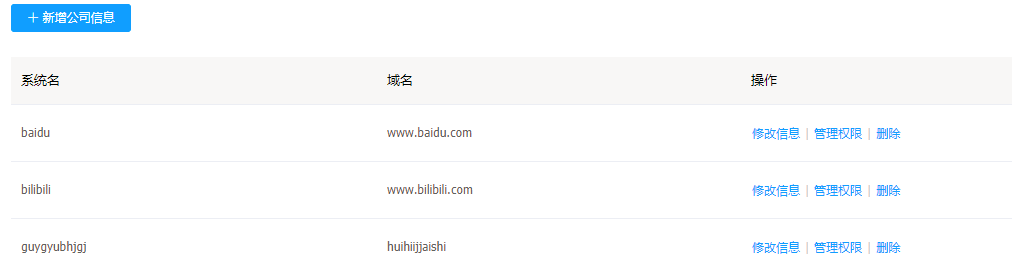 + 新增公司信息
系统名 域名 操作
baidu www.baidu.com 修改信息 | 管理权限 | 删除
bilibili www.bilibili.com 修改信息 | 管理权限 | 删除
guygyubhjgj huihiijjaishi 修改信息 | 管理权限 | 删除